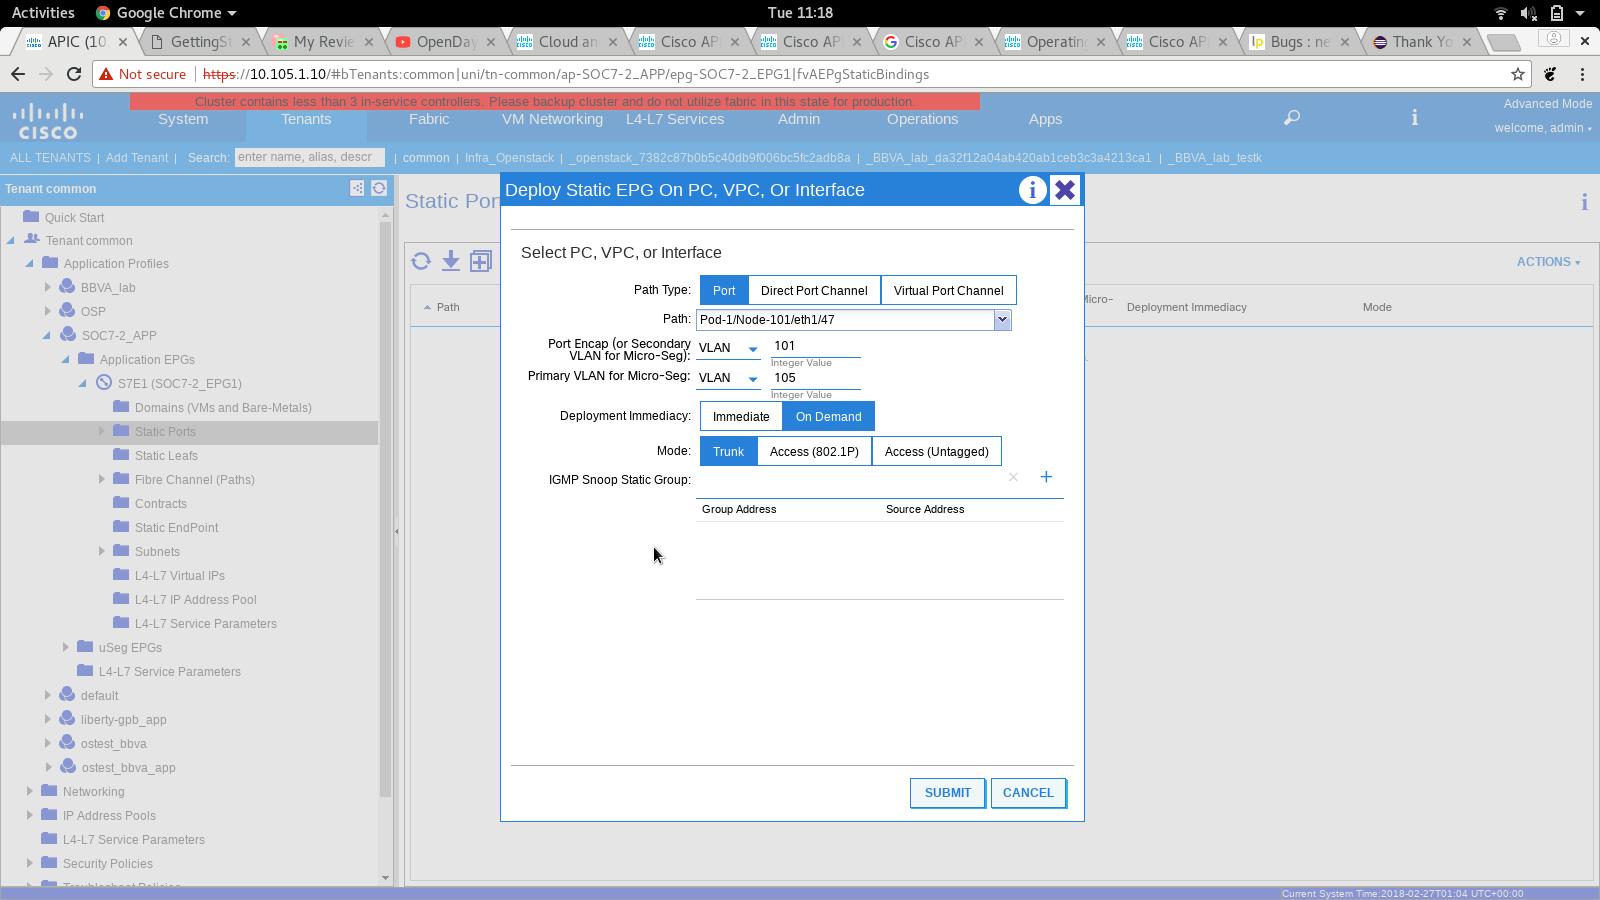 Activities Google Chrome Tue 11:18
APIC (10. GettingSt My Revie OpenDay Cloud an Cisco AP Cisco AP Cisco AP Operating Cisco AP Bugs : ne Thank Yo
Not secure https://10.105.1.10/#bTenants:common|uni/tn-common/ap-SOC7-2_APP/epg-SOC7-2_EPG1|fvAEPgStaticBindings
Cluster contains less than 3 in-service controllers. Please backup cluster and do not utilize fabric in this state for production.
CISCO
System Tenants Fabric VM Networking L4-L7 Services Admin Operations Apps
Advanced Mode
welcome, admin
ALL TENANTS | Add Tenant | Search: enter name, alias, descr | common | Infra_Openstack | _openstack_7382c87b0b5c40db9f006bc5fc2adb8a | _BBVA_lab_da32f12a04ab420ab1ceb3c3a4213ca1 | _BBVA_lab_testk
Tenant common
Quick Start
Tenant common
Application Profiles
BBVA_lab
OSP
SOC7-2_APP
Application EPGs
S7E1 (SOC7-2_EPG1)
Domains (VMs and Bare-Metals)
Static Ports
Static Leafs
Fibre Channel (Paths)
Contracts
Static EndPoint
Subnets
L4-L7 Virtual IPs
L4-L7 IP Address Pool
L4-L7 Service Parameters
uSeg EPGs
L4-L7 Service Parameters
default
liberty-gpb_app
ostest_bbva
ostest_bbva_app
Networking
IP Address Pools
L4-L7 Service Parameters
Security Policies
Troubleshoot Policies
Static Por
ACTIONS
Path Micro- Deployment Immediacy Mode
Deploy Static EPG On PC, VPC, Or Interface
Select PC, VPC, or Interface
Path Type: Port Direct Port Channel Virtual Port Channel
Path: Pod-1/Node-101/eth1/47
Port Encap (or Secondary
VLAN for Micro-Seg): VLAN 101
Integer Value
Primary VLAN for Micro-Seg: VLAN 105
Integer Value
Deployment Immediacy: Immediate On Demand
Mode: Trunk Access (802.1P) Access (Untagged)
IGMP Snoop Static Group:
Group Address Source Address
SUBMIT CANCEL
Current System Time:2018-02-27T01:04 UTC+00:00